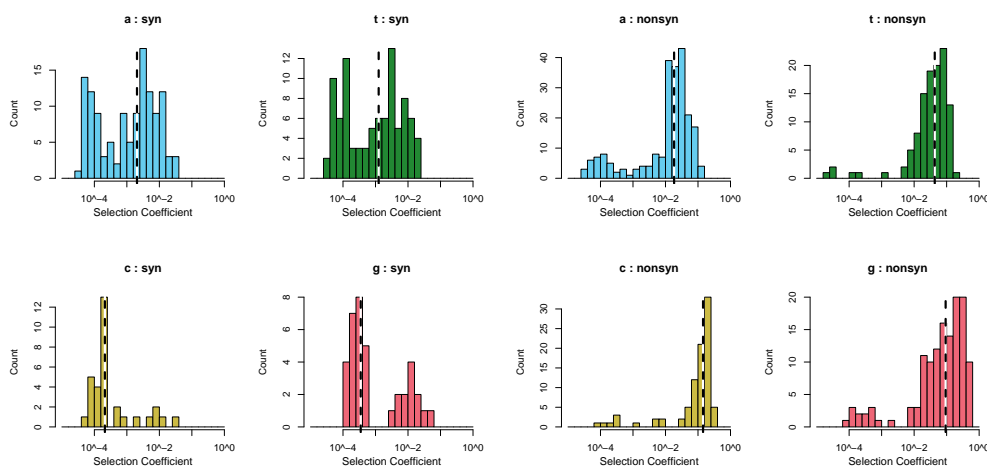 a : syn
Count
15
10
5
0
10^−4 10^−2 10^0
Selection Coefficient
t : syn
Count
12
10
8
6
4
2
0
10^−4 10^−2 10^0
Selection Coefficient
a : nonsyn
Count
40
30
20
10
0
10^−4 10^−2 10^0
Selection Coefficient
t : nonsyn
Count
20
15
10
5
0
10^−4 10^−2 10^0
Selection Coefficient
c : syn
Count
12
10
8
6
4
2
0
10^−4 10^−2 10^0
Selection Coefficient
g : syn
Count
8
6
4
2
0
10^−4 10^−2 10^0
Selection Coefficient
c : nonsyn
Count
30
25
20
15
10
5
0
10^−4 10^−2 10^0
Selection Coefficient
g : nonsyn
Count
20
15
10
5
0
10^−4 10^−2 10^0
Selection Coefficient